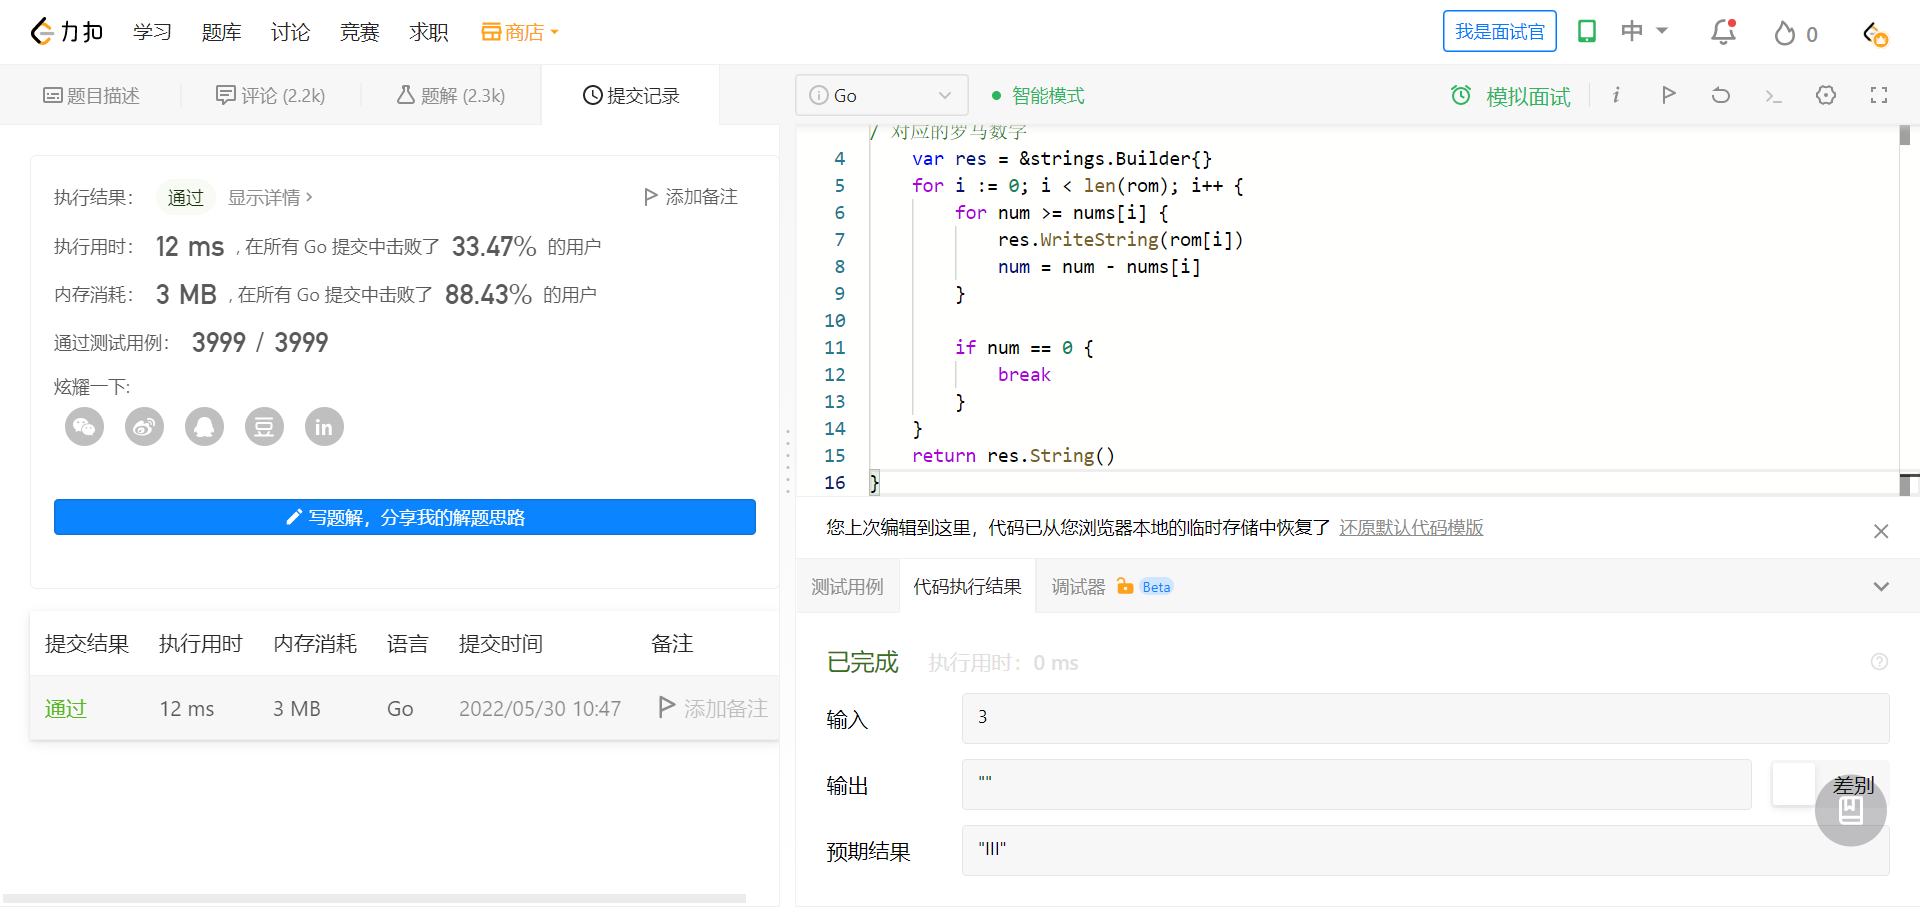 力扣 学习 题库 讨论 求职 竞赛 商店 我是面试官 中 0
题目描述 评论 (2.2k) 题解 (2.3k) 提交记录
执行结果： 通过 显示详情 › 添加备注
执行用时： 12 ms , 在所有 Go 提交中击败了 33.47% 的用户
内存消耗： 3 MB , 在所有 Go 提交中击败了 88.43% 的用户
通过测试用例： 3999 / 3999
炫耀一下:
豆 in
写题解，分享我的解题思路
提交结果 执行用时 内存消耗 语言 提交时间 备注
通过 12 ms 3 MB Go 2022/05/30 10:47 添加备注
Go 智能模式 模拟面试 i
/ 对应的罗马数字
4 var res = &strings.Builder{}
5 for i := 0; i < len(rom); i++ {
6 for num >= nums[i] {
7 res.WriteString(rom[i])
8 num = num - nums[i]
9 }
10
11 if num == 0 {
12 break
13 }
14 }
15 return res.String()
16 }
您上次编辑到这里，代码已从您浏览器本地的临时存储中恢复了 还原默认代码模版
测试用例 代码执行结果 调试器 Beta
已完成 执行用时：0 ms
输入 3
输出 "" 差别
预期结果 "III"